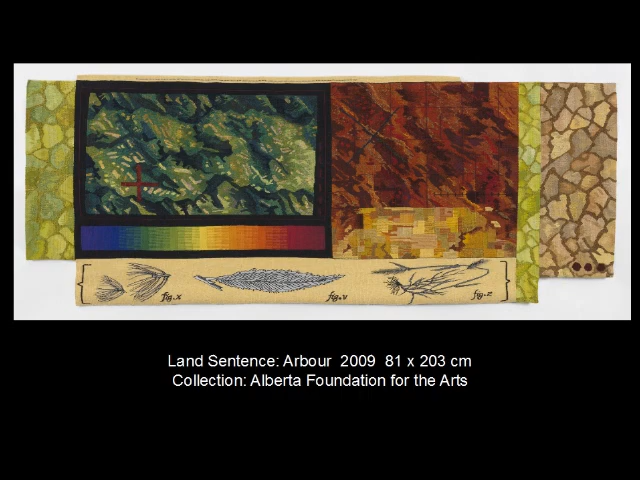 fig.x
fig.v
fig.z
Land Sentence: Arbour 2009 81 x 203 cm
Collection: Alberta Foundation for the Arts